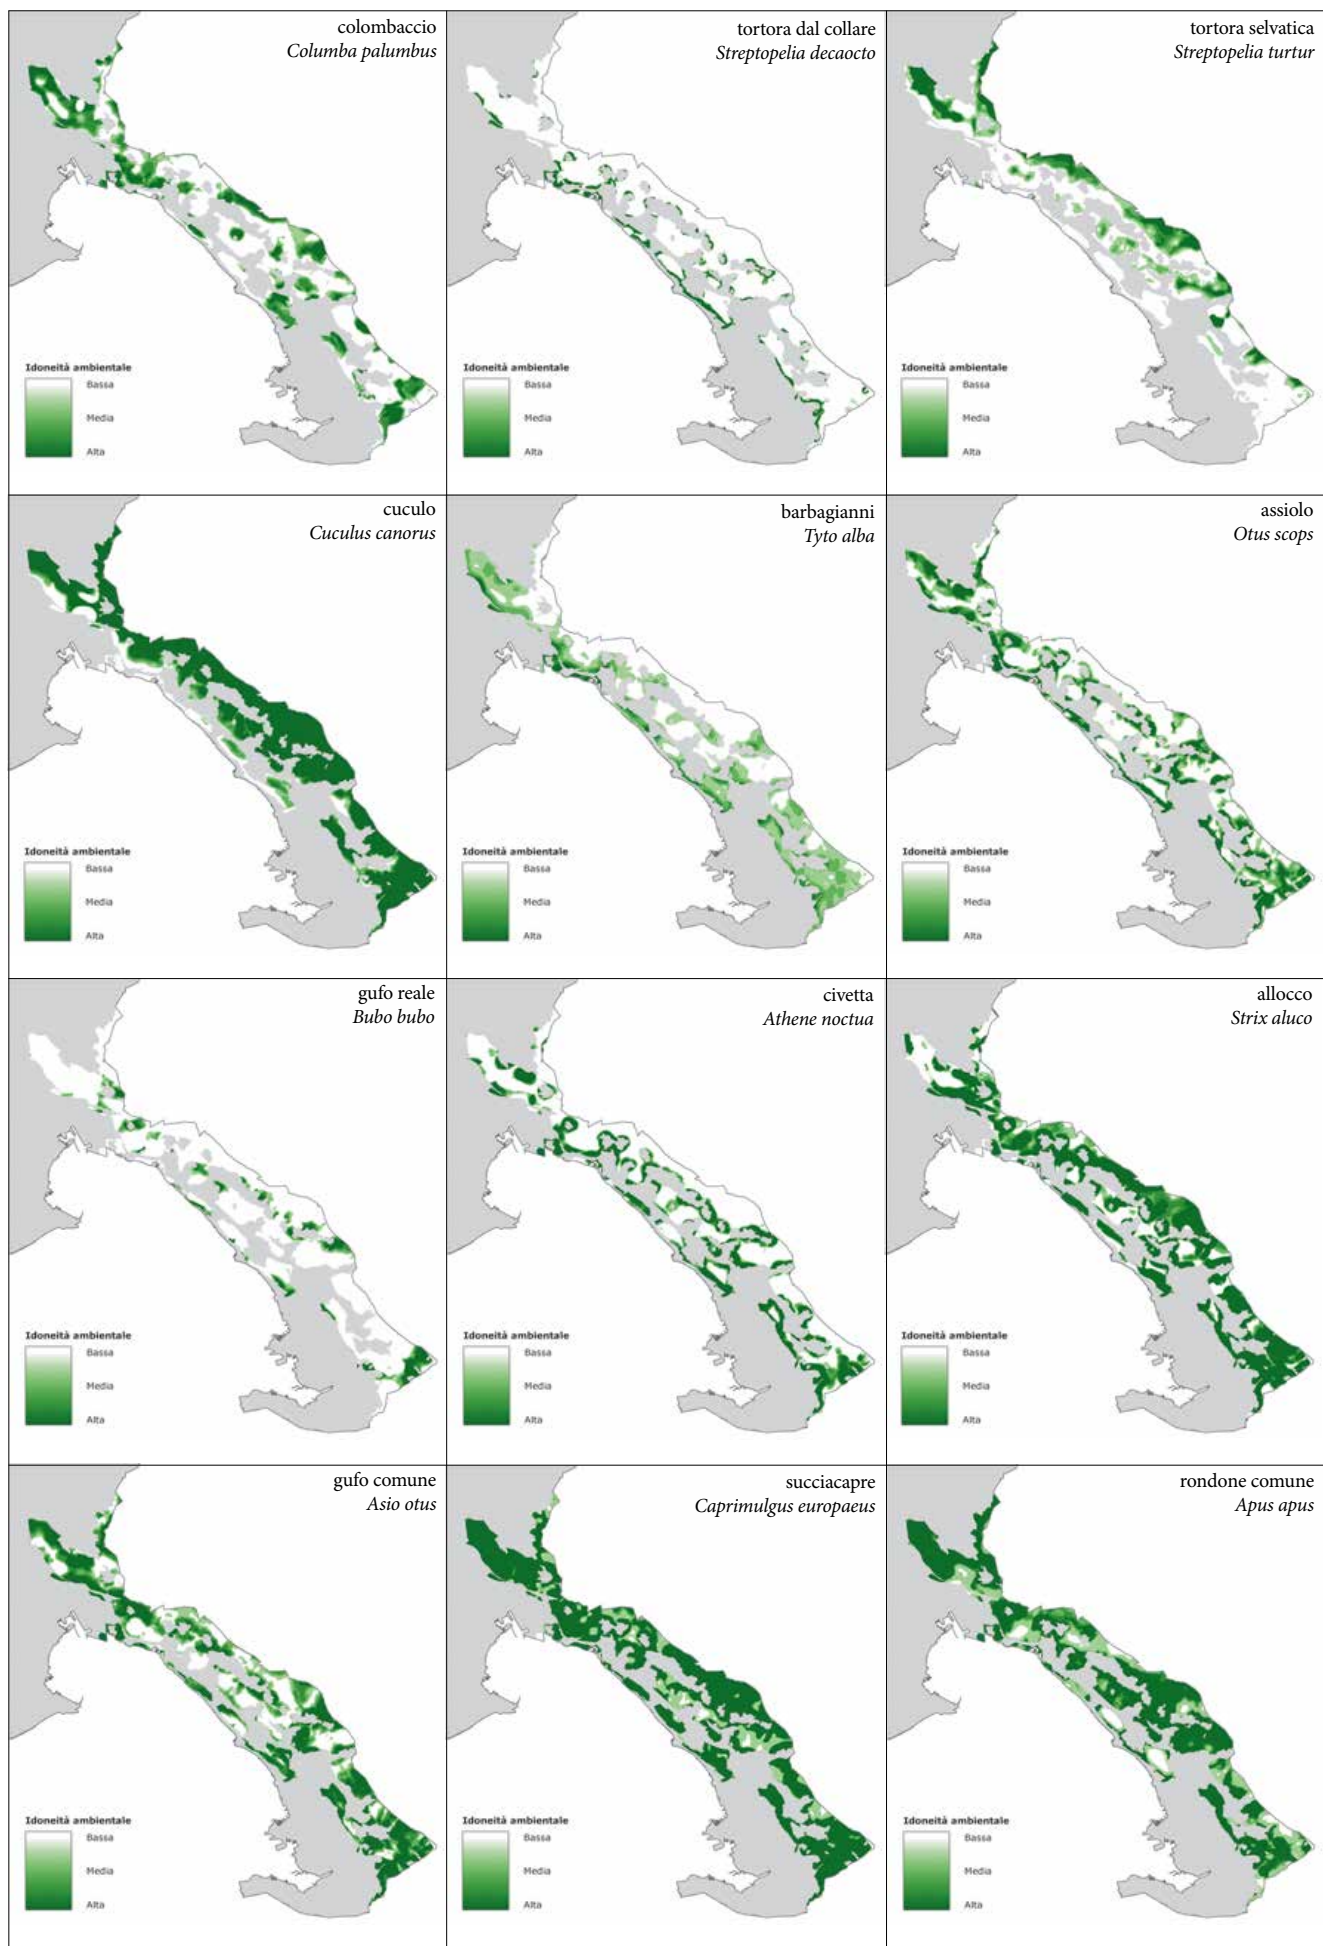 colombaccio
Columba palumbus
Idoneità ambientale
Bassa
Media
Alta
tortora dal collare
Streptopelia decaocto
Idoneità ambientale
Bassa
Media
Alta
tortora selvatica
Streptopelia turtur
Idoneità ambientale
Bassa
Media
Alta
cuculo
Cuculus canorus
Idoneità ambientale
Bassa
Media
Alta
barbagianni
Tyto alba
Idoneità ambientale
Bassa
Media
Alta
assiolo
Otus scops
Idoneità ambientale
Bassa
Media
Alta
gufo reale
Bubo bubo
Idoneità ambientale
Bassa
Media
Alta
civetta
Athene noctua
Idoneità ambientale
Bassa
Media
Alta
allocco
Strix aluco
Idoneità ambientale
Bassa
Media
Alta
gufo comune
Asio otus
Idoneità ambientale
Bassa
Media
Alta
succiacapre
Caprimulgus europaeus
Idoneità ambientale
Bassa
Media
Alta
rondone comune
Apus apus
Idoneità ambientale
Bassa
Media
Alta